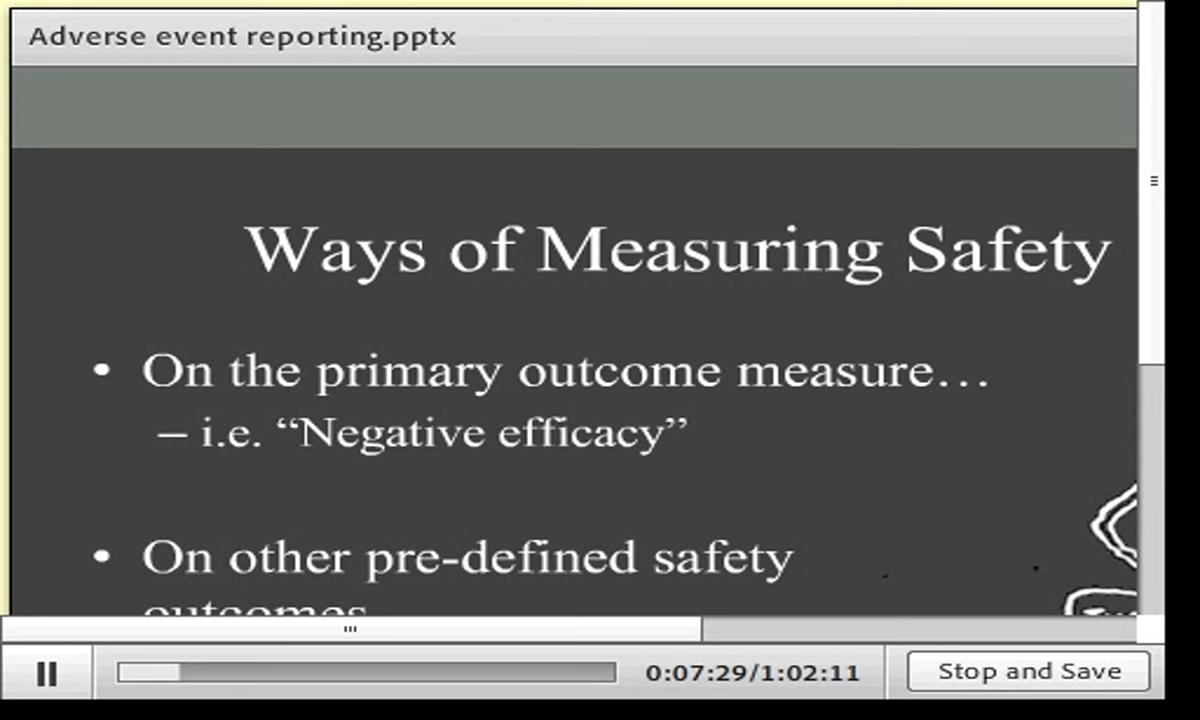 Adverse event reporting.pptx
Ways of Measuring Safety
• On the primary outcome measure…
– i.e. “Negative efficacy”
• On other pre-defined safety
outcomes
0:07:29/1:02:11
Stop and Save